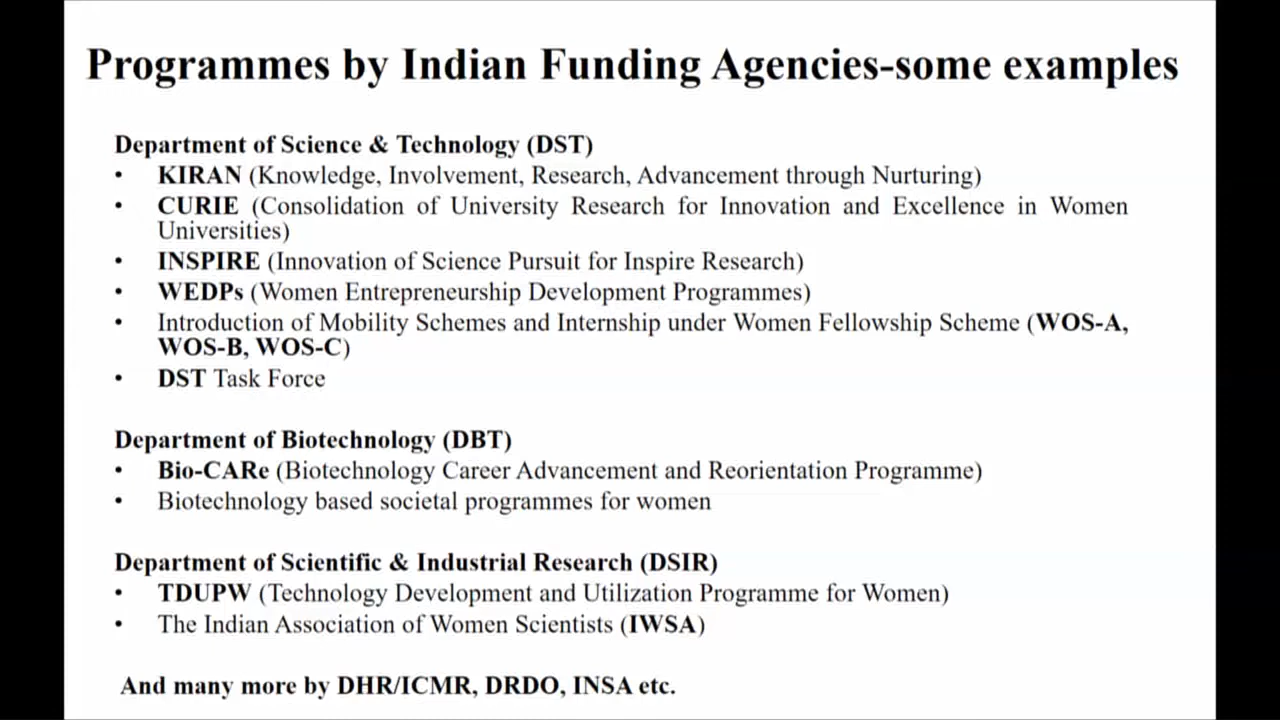 Programmes by Indian Funding Agencies-some examples
Department of Science & Technology (DST)
• KIRAN (Knowledge, Involvement, Research, Advancement through Nurturing)
• CURIE (Consolidation of University Research for Innovation and Excellence in Women
Universities)
• INSPIRE (Innovation of Science Pursuit for Inspire Research)
• WEDPs (Women Entrepreneurship Development Programmes)
• Introduction of Mobility Schemes and Internship under Women Fellowship Scheme (WOS-A,
WOS-B, WOS-C)
• DST Task Force
Department of Biotechnology (DBT)
• Bio-CARe (Biotechnology Career Advancement and Reorientation Programme)
• Biotechnology based societal programmes for women
Department of Scientific & Industrial Research (DSIR)
• TDUPW (Technology Development and Utilization Programme for Women)
• The Indian Association of Women Scientists (IWSA)
And many more by DHR/ICMR, DRDO, INSA etc.